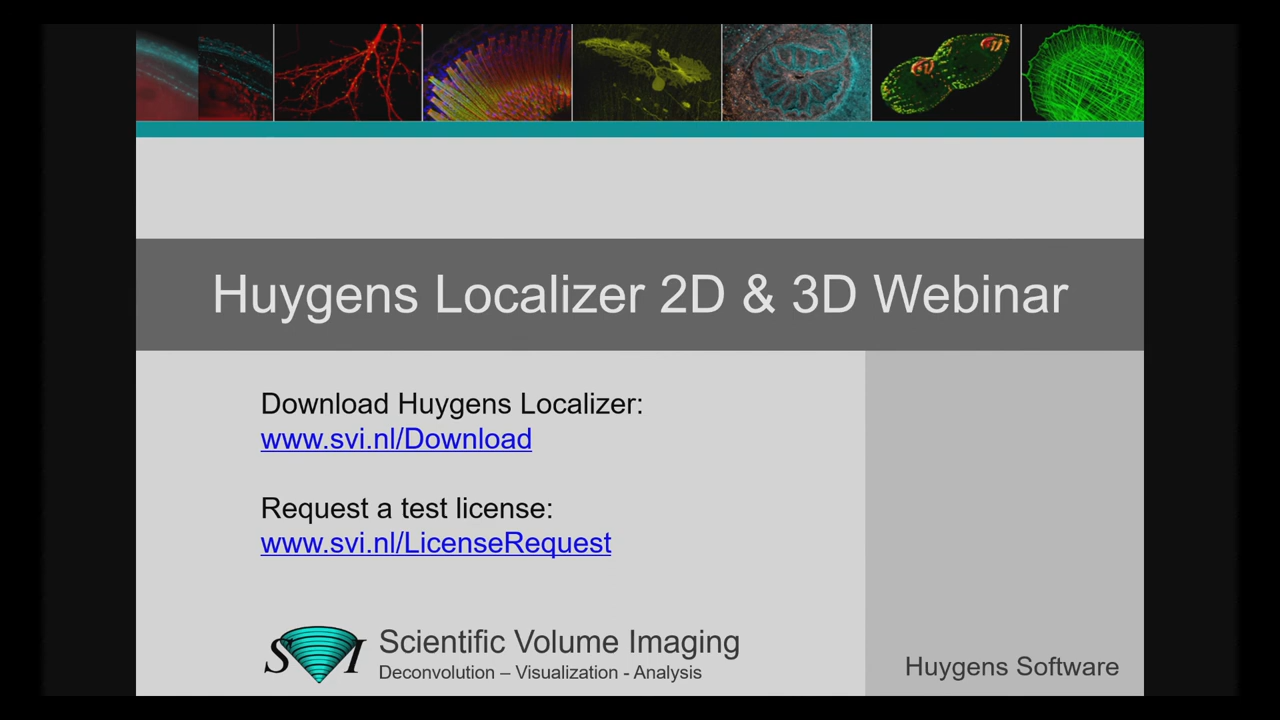 Huygens Localizer 2D & 3D Webinar
Download Huygens Localizer:
www.svi.nl/Download
Request a test license:
www.svi.nl/LicenseRequest
SVI
Scientific Volume Imaging
Deconvolution – Visualization - Analysis
Huygens Software